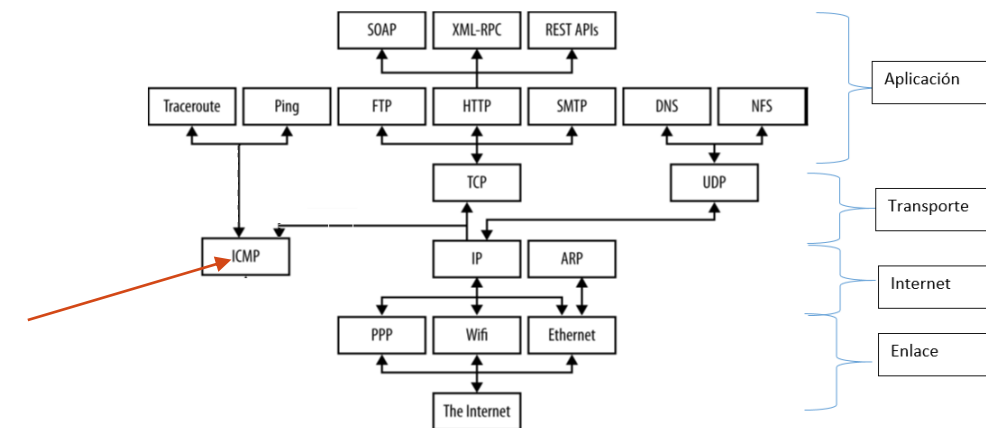 SOAP XML-RPC REST APIs
Aplicación
Traceroute Ping FTP HTTP SMTP DNS NFS
TCP UDP
Transporte
ICMP IP ARP
Internet
PPP Wifi Ethernet
Enlace
The Internet